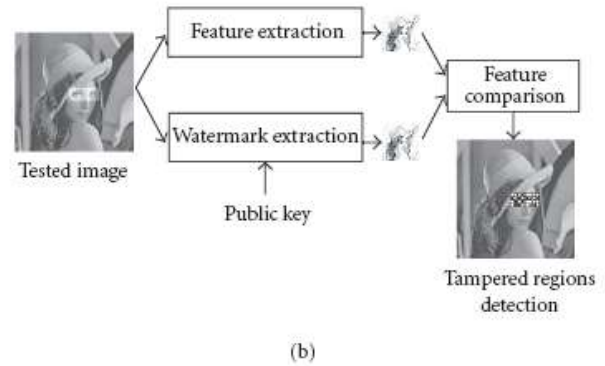 Feature extraction
Feature
comparison
Watermark extraction
Tested image
Public key
Tampered regions
detection
(b)